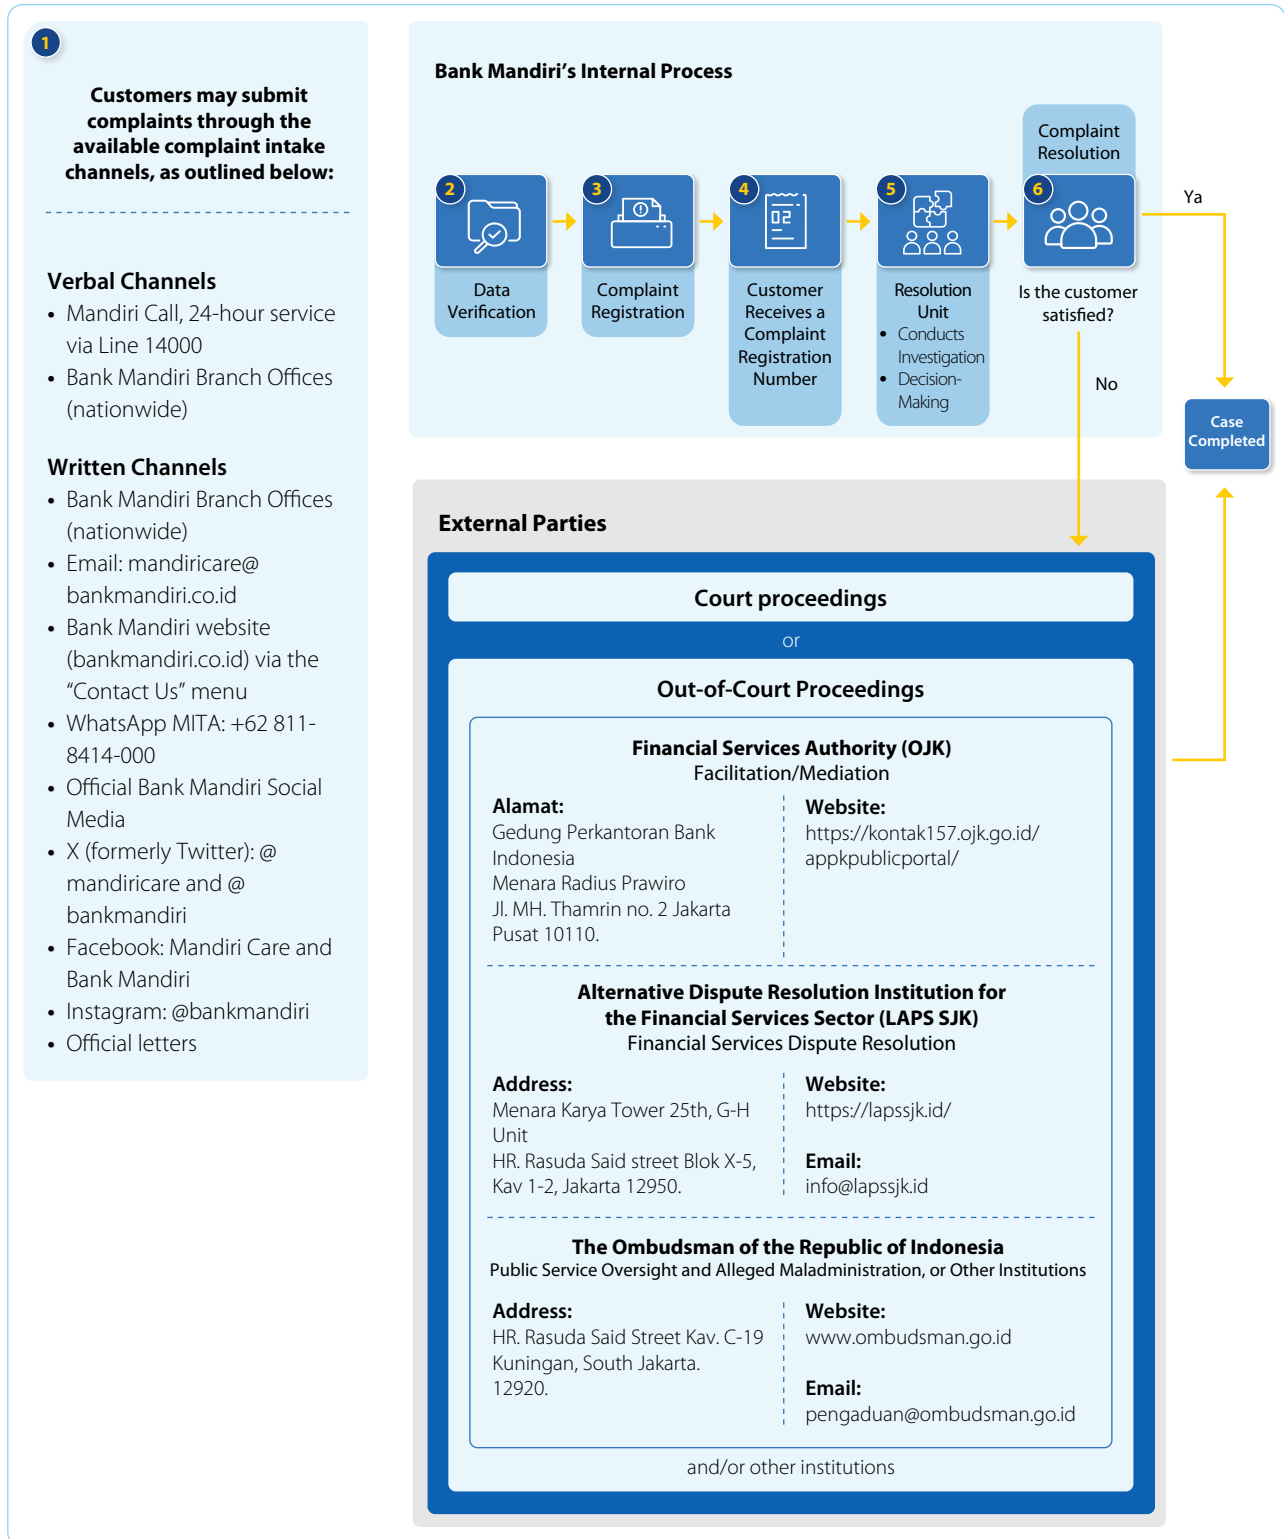 1
Customers may submit
complaints through the
available complaint intake
channels, as outlined below:
Verbal Channels
• Mandiri Call, 24-hour service
via Line 14000
• Bank Mandiri Branch Offices
(nationwide)
Written Channels
• Bank Mandiri Branch Offices
(nationwide)
• Email: mandiricare@
bankmandiri.co.id
• Bank Mandiri website
(bankmandiri.co.id) via the
“Contact Us” menu
• WhatsApp MITA: +62 811-
8414-000
• Official Bank Mandiri Social
Media
• X (formerly Twitter): @
mandiricare and @
bankmandiri
• Facebook: Mandiri Care and
Bank Mandiri
• Instagram: @bankmandiri
• Official letters
Bank Mandiri’s Internal Process
2
Data
Verification
3
Complaint
Registration
4
02
Customer
Receives a
Complaint
Registration
Number
5
Resolution
Unit
• Conducts
Investigation
• Decision-
Making
Complaint
Resolution
6
Is the customer
satisfied?
Ya
No
Case
Completed
External Parties
Court proceedings
or
Out-of-Court Proceedings
Financial Services Authority (OJK)
Facilitation/Mediation
Alamat:
Gedung Perkantoran Bank
Indonesia
Menara Radius Prawiro
Jl. MH. Thamrin no. 2 Jakarta
Pusat 10110.
Website:
https://kontak157.ojk.go.id/
appkpublicportal/
Alternative Dispute Resolution Institution for
the Financial Services Sector (LAPS SJK)
Financial Services Dispute Resolution
Address:
Menara Karya Tower 25th, G-H
Unit
HR. Rasuda Said street Blok X-5,
Kav 1-2, Jakarta 12950.
Website:
https://lapssjk.id/
Email:
info@lapssjk.id
The Ombudsman of the Republic of Indonesia
Public Service Oversight and Alleged Maladministration, or Other Institutions
Address:
HR. Rasuda Said Street Kav. C-19
Kuningan, South Jakarta.
12920.
Website:
www.ombudsman.go.id
Email:
pengaduan@ombudsman.go.id
and/or other institutions